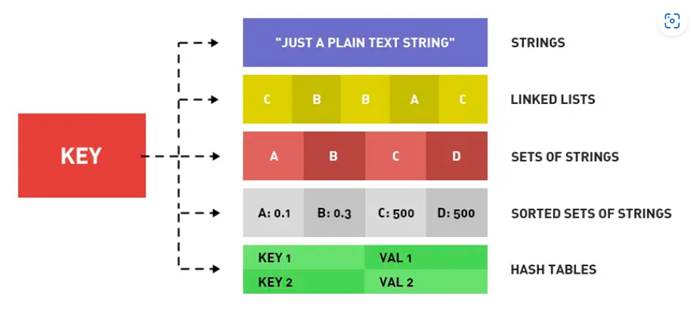 "JUST A PLAIN TEXT STRING" STRINGS
C B B A C LINKED LISTS
KEY
A B C D SETS OF STRINGS
A: 0.1 B: 0.3 C: 500 D: 500 SORTED SETS OF STRINGS
KEY 1 VAL 1
KEY 2 VAL 2
HASH TABLES